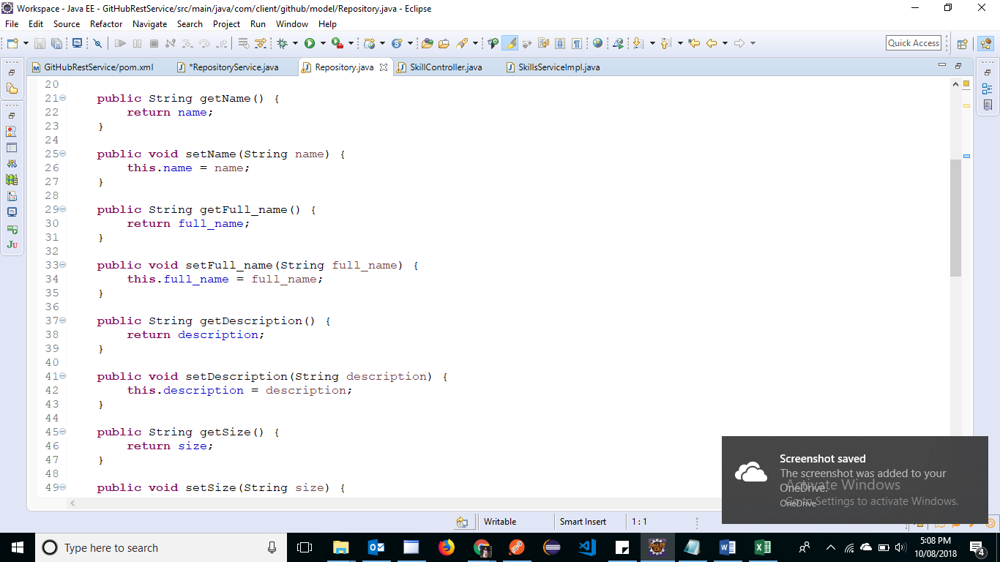 Workspace - Java EE - GitHubRestService/src/main/java/com/client/github/model/Repository.java - Eclipse
File Edit Source Refactor Navigate Search Project Run Window Help
Quick Access
GitHubRestService/pom.xml *RepositoryService.java Repository.java SkillController.java SkillsServiceImpl.java
20
21 public String getName() {
22 return name;
23 }
24
25 public void setName(String name) {
26 this.name = name;
27 }
28
29 public String getFull_name() {
30 return full_name;
31 }
32
33 public void setFull_name(String full_name) {
34 this.full_name = full_name;
35 }
36
37 public String getDescription() {
38 return description;
39 }
40
41 public void setDescription(String description) {
42 this.description = description;
43 }
44
45 public String getSize() {
46 return size;
47 }
48
49 public void setSize(String size) {
Screenshot saved
The screenshot was added to your
OneDrive.
OneDrive
Activate Windows
Go to Settings to activate Windows.
Writable Smart Insert 1 : 1
Type here to search
5:08 PM
10/08/2018
4